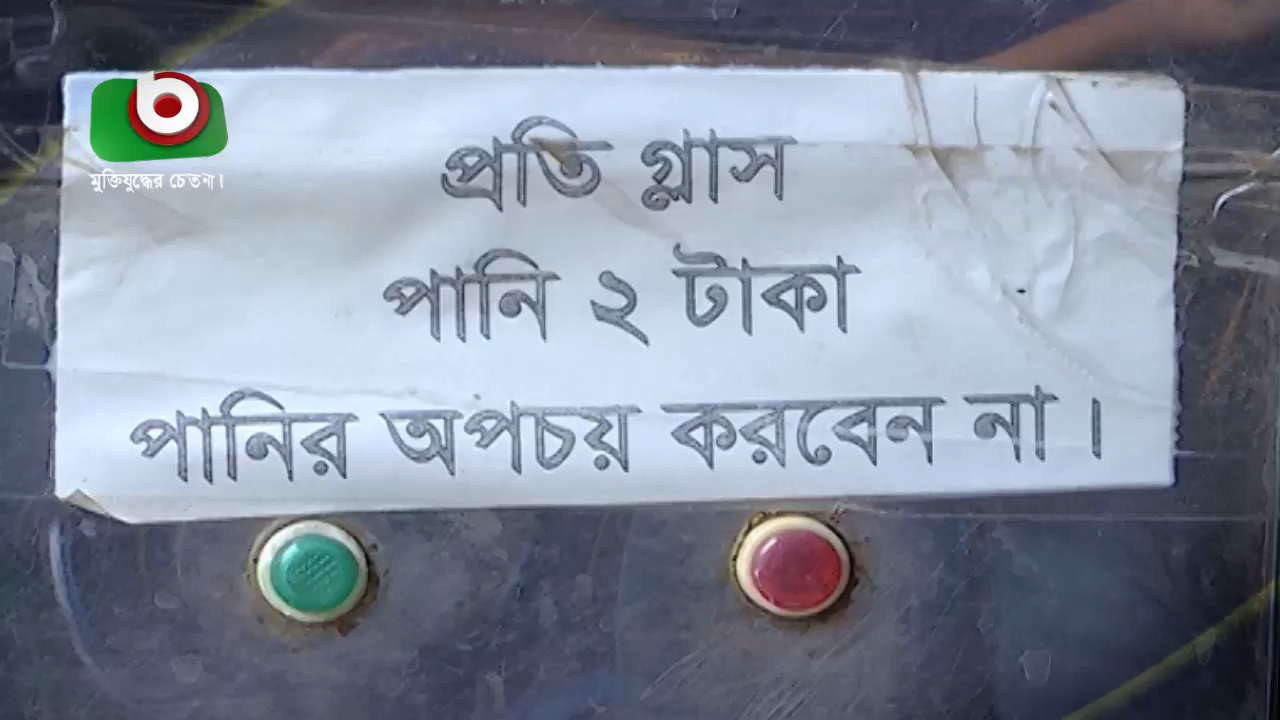 মুক্তিযুদ্ধের চেতনা।
প্রতি গ্লাস
পানি ২ টাকা
পানির অপচয় করবেন না।